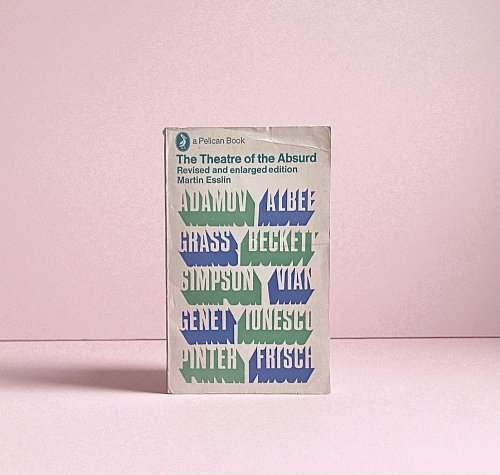 a Pelican Book
The Theatre of the Absurd
Revised and enlarged edition
Martin Esslin
ADAMOV ALBEE
GRASS BECKETT
SIMPSON VIAN
GENET IONESCO
PINTER FRISCH